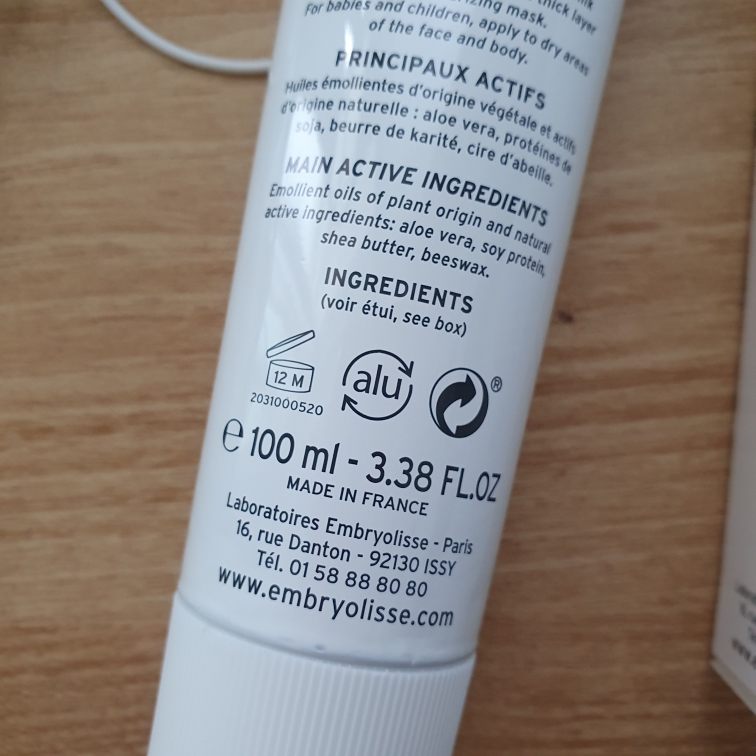 thick layer
izing mask.
For babies and children, apply to dry areas
of the face and body.
PRINCIPAUX ACTIFS
Huiles émollientes d'origine végétale et actifs
d'origine naturelle : aloe vera, protéines de
soja, beurre de karité, cire d'abeille.
MAIN ACTIVE INGREDIENTS
Emollient oils of plant origin and natural
active ingredients: aloe vera, soy protein,
shea butter, beeswax.
INGREDIENTS
(voir étui, see box)
12 M
alu
®
2031000520
e 100 ml - 3.38 FL.OZ
MADE IN FRANCE
Laboratoires Embryolisse - Paris
16, rue Danton - 92130 ISSY
Tél. 01 58 88 80 80
www.embryolisse.com